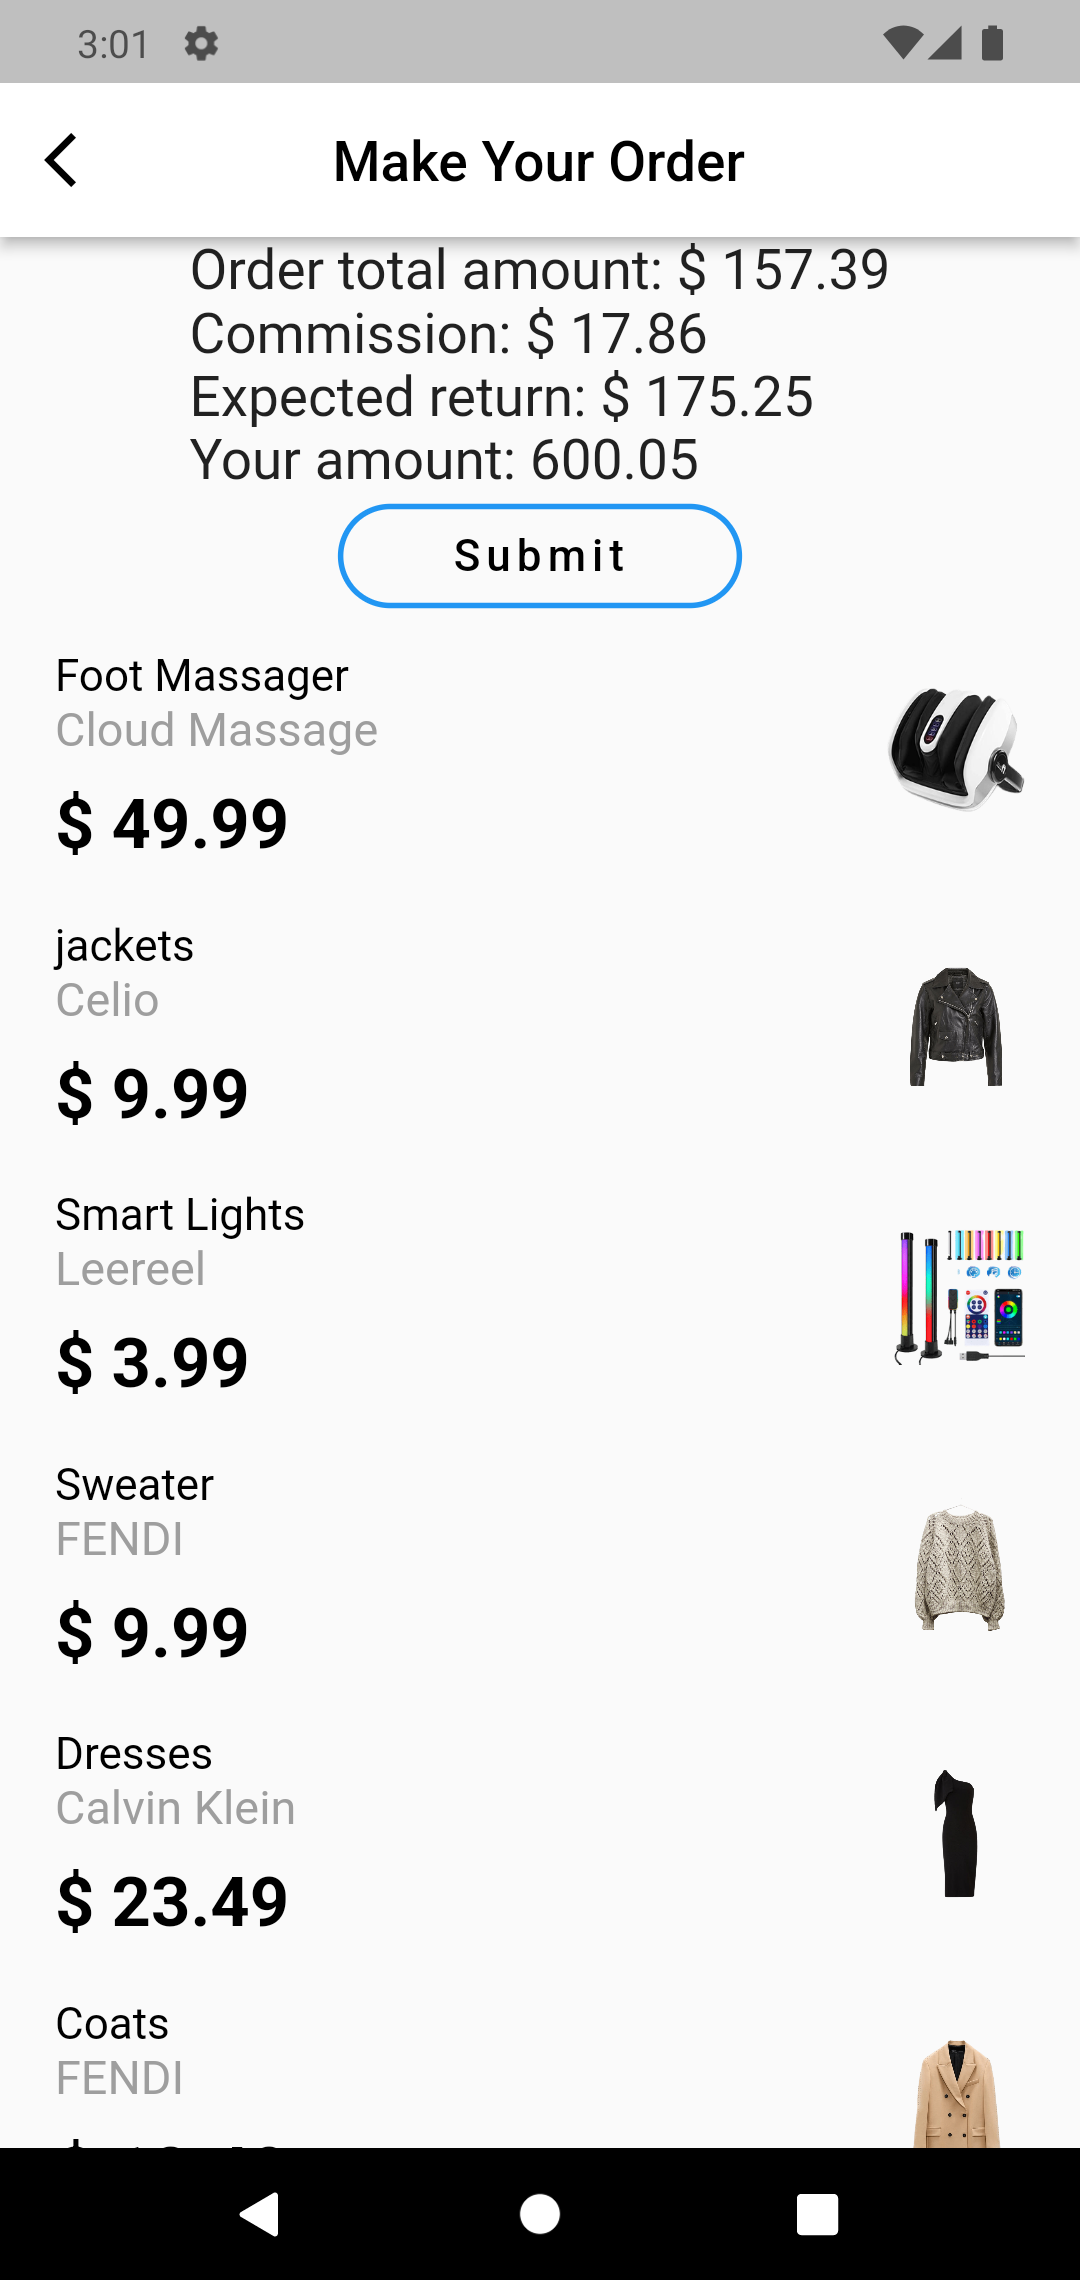 3:01
Make Your Order
Order total amount: $ 157.39
Commission: $ 17.86
Expected return: $ 175.25
Your amount: 600.05
Submit
Foot Massager
Cloud Massage
$ 49.99
jackets
Celio
$ 9.99
Smart Lights
Leereel
$ 3.99
Sweater
FENDI
$ 9.99
Dresses
Calvin Klein
$ 23.49
Coats
FENDI